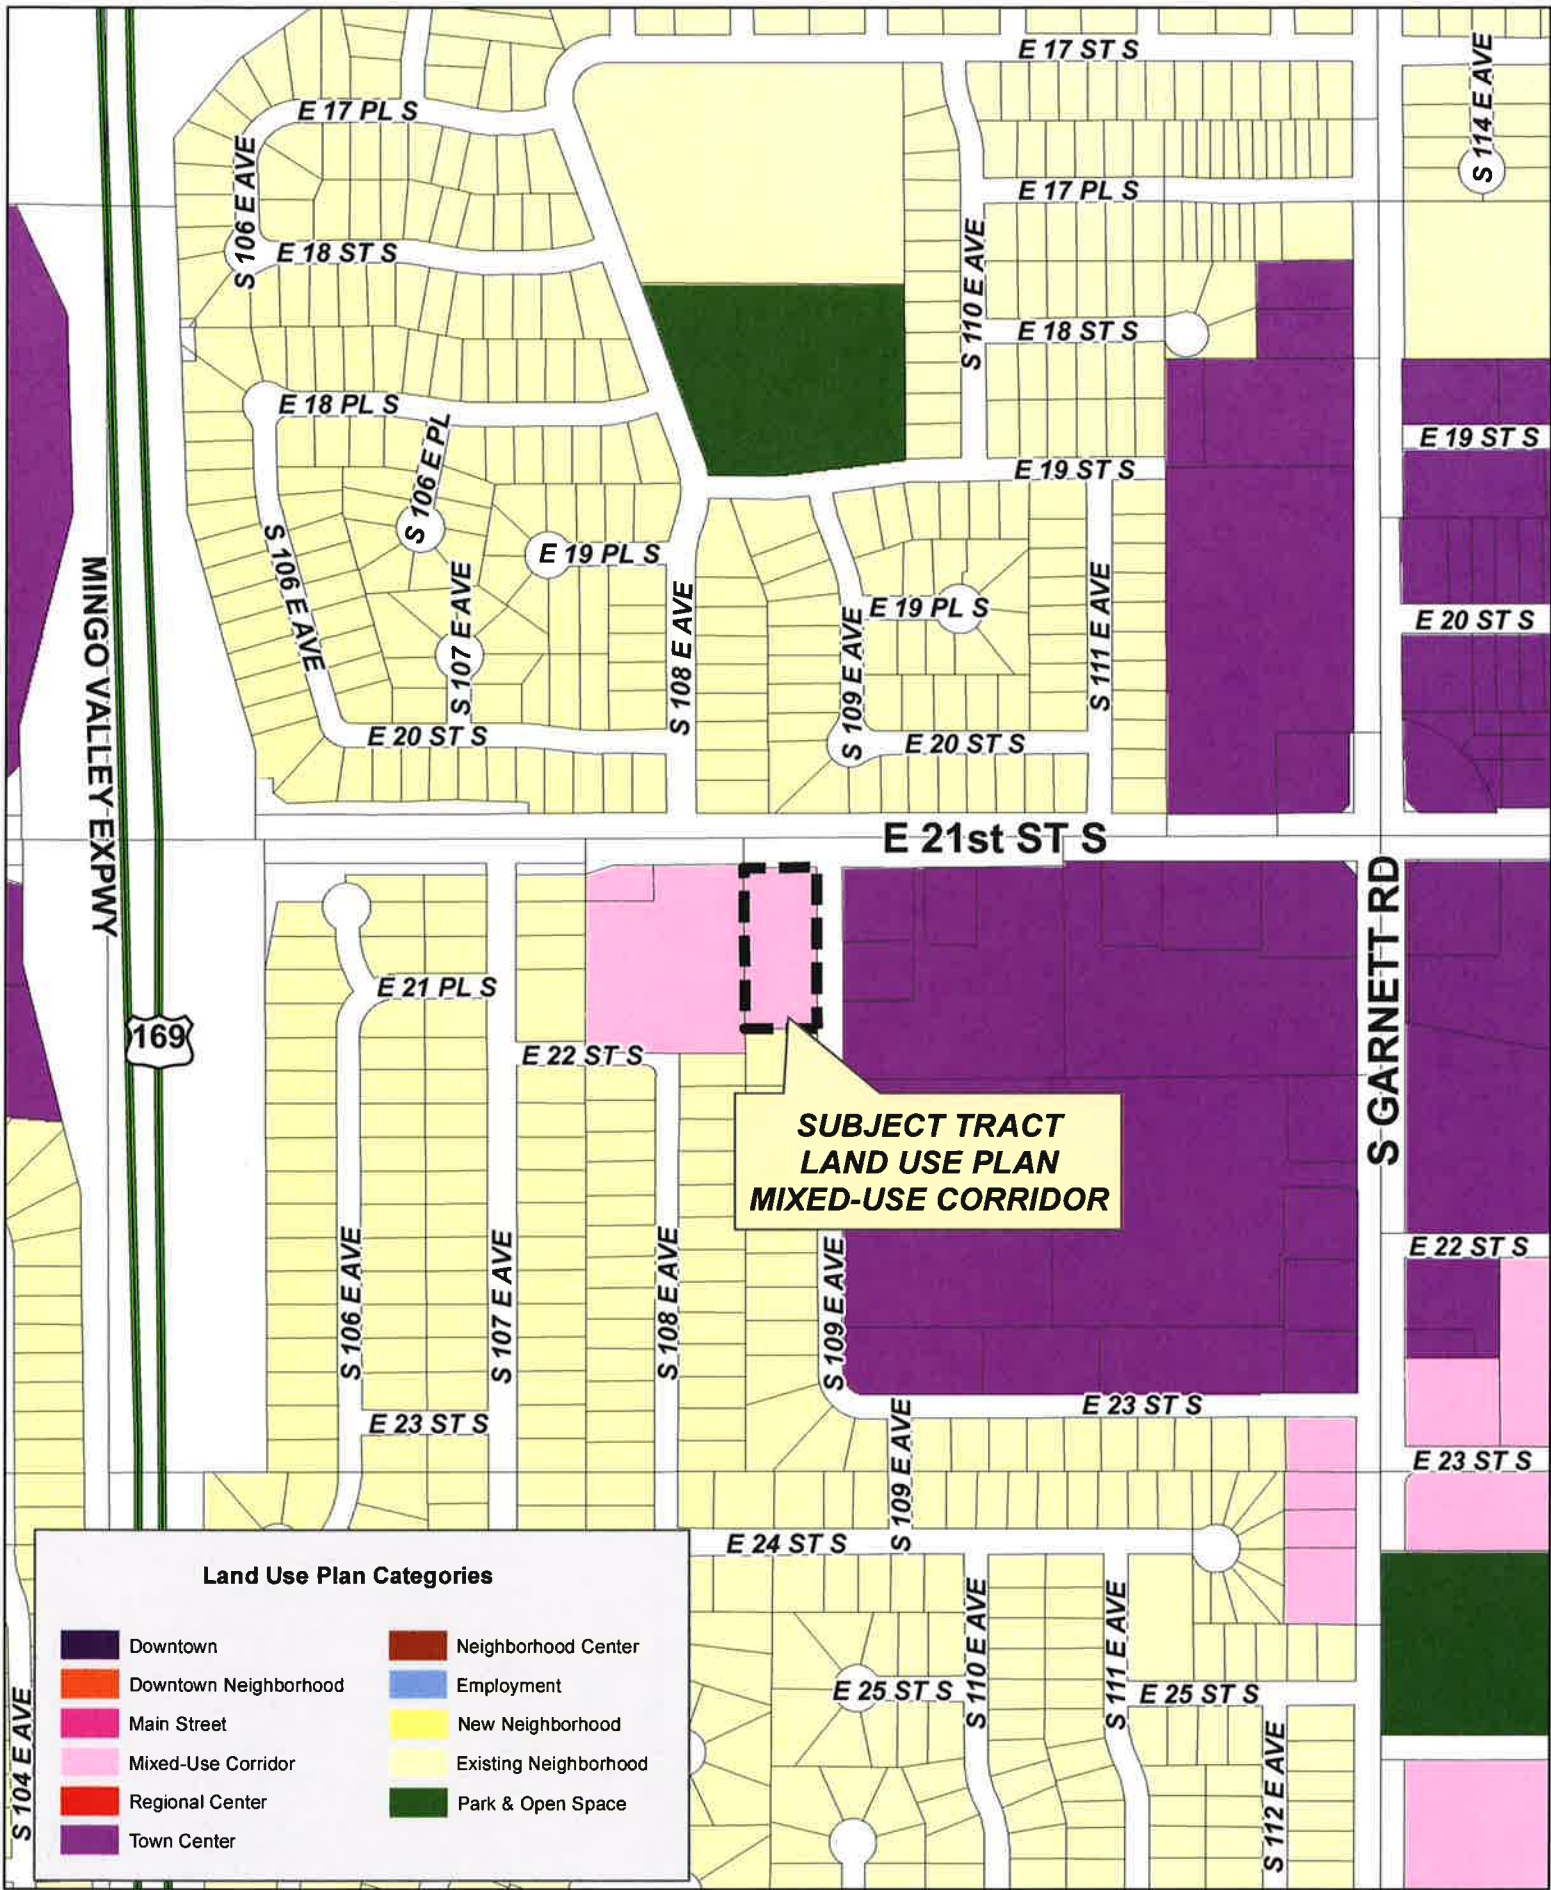 E 17 ST S
S 114 E AVE
E 17 PL S
S 106 E AVE
E 17 PL S
E 18 ST S
S 110 E AVE
E 18 ST S
E 18 PL S
S 106 E PL
E 19 ST S
E 19 ST S
S 106 E AVE
E 19 PL S
S 107 E AVE
S 108 E AVE
E 19 PL S
S 109 E AVE
S 111 E AVE
E 20 ST S
MINGO VALLEY EXPWY
E 20 ST S
E 20 ST S
E 21st ST S
S GARNETT RD
E 21 PL S
169
E 22 ST S
SUBJECT TRACT
LAND USE PLAN
MIXED-USE CORRIDOR
E 22 ST S
S 106 E AVE
S 107 E AVE
S 108 E AVE
S 109 E AVE
E 23 ST S
E 23 ST S
S 109 E AVE
E 23 ST S
E 24 ST S
S 110 E AVE
S 111 E AVE
E 25 ST S
E 25 ST S
S 112 E AVE
S 104 E AVE
Land Use Plan Categories
Downtown
Downtown Neighborhood
Main Street
Mixed-Use Corridor
Regional Center
Town Center
Neighborhood Center
Employment
New Neighborhood
Existing Neighborhood
Park & Open Space